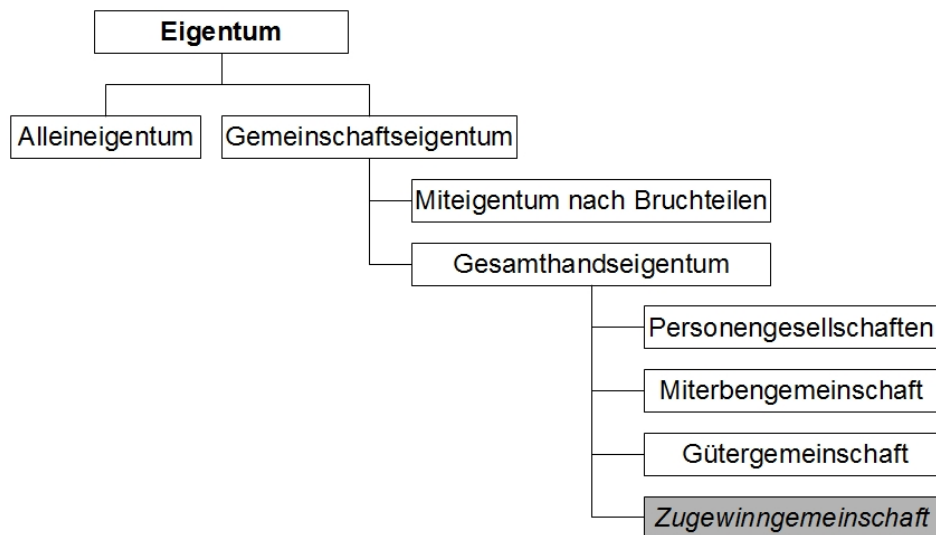 Eigentum
Alleineigentum
Gemeinschaftseigentum
Miteigentum nach Bruchteilen
Gesamthandseigentum
Personengesellschaften
Miterbengemeinschaft
Gütergemeinschaft
Zugewinngemeinschaft